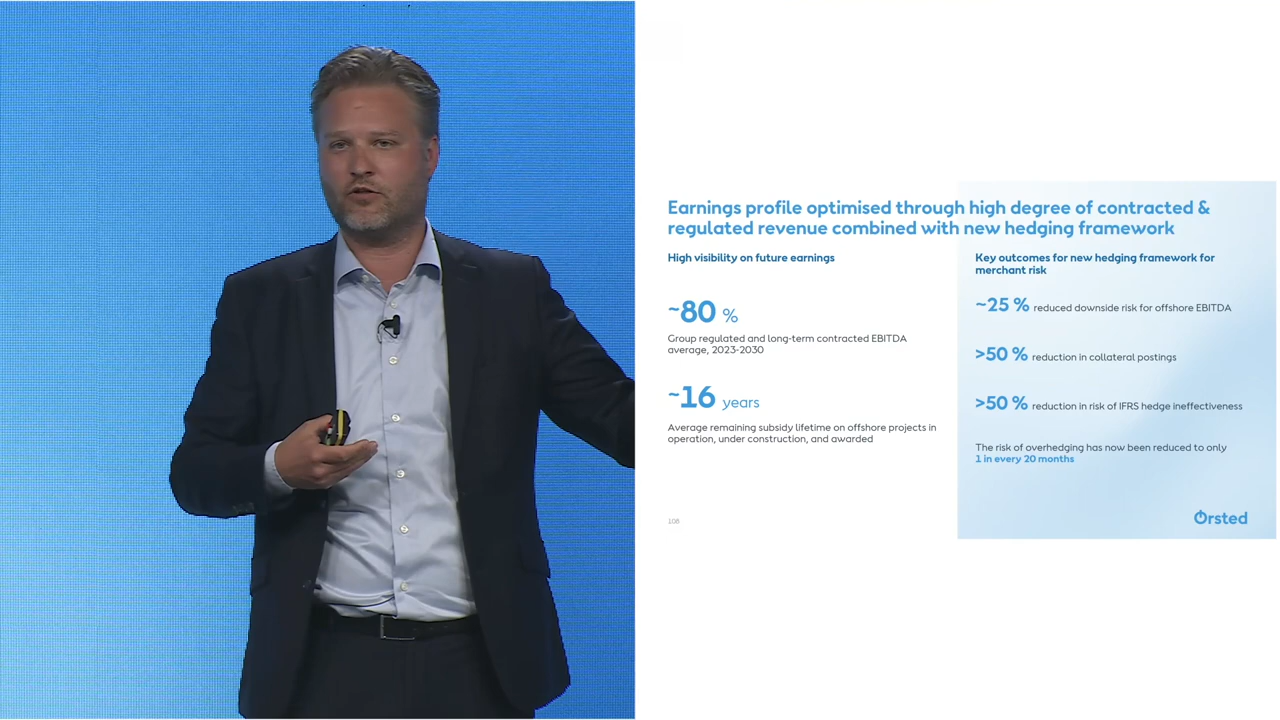 Earnings profile optimised through high degree of contracted &
regulated revenue combined with new hedging framework
High visibility on future earnings
~80 %
Group regulated and long-term contracted EBITDA
average, 2023-2030
~16 years
Average remaining subsidy lifetime on offshore projects in
operation, under construction, and awarded
108
Key outcomes for new hedging framework for
merchant risk
~25 % reduced downside risk for offshore EBITDA
>50 % reduction in collateral postings
>50 % reduction in risk of IFRS hedge ineffectiveness
The risk of overhedging has now been reduced to only
1 in every 20 months
Ørsted